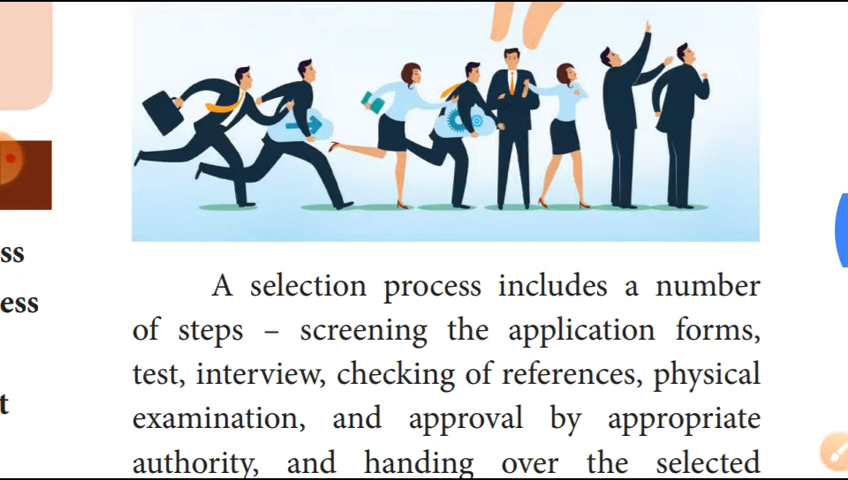 ss
ess
t
A selection process includes a number
of steps – screening the application forms,
test, interview, checking of references, physical
examination, and approval by appropriate
authority, and handing over the selected